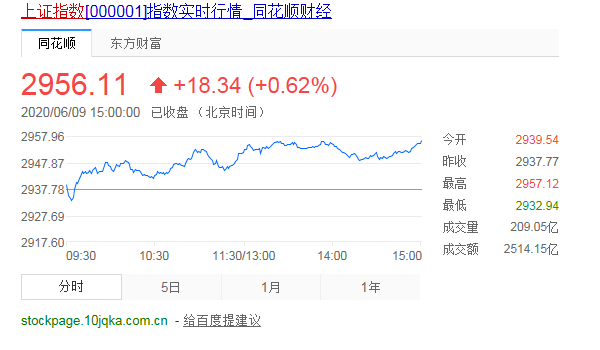 上证指数[000001]指数实时行情_同花顺财经
同花顺 东方财富
2956.11 +18.34 (+0.62%)
2020/06/09 15:00:00 已收盘 （北京时间）
2957.96
2947.87
2937.78
2927.69
2917.60
09:30 10:30 11:30/13:00 14:00 15:00
今开 2939.54
昨收 2937.77
最高 2957.12
最低 2932.94
成交量 209.05亿
成交额 2514.15亿
分时 5日 1月 1年
stockpage.10jqka.com.cn - 给百度提建议